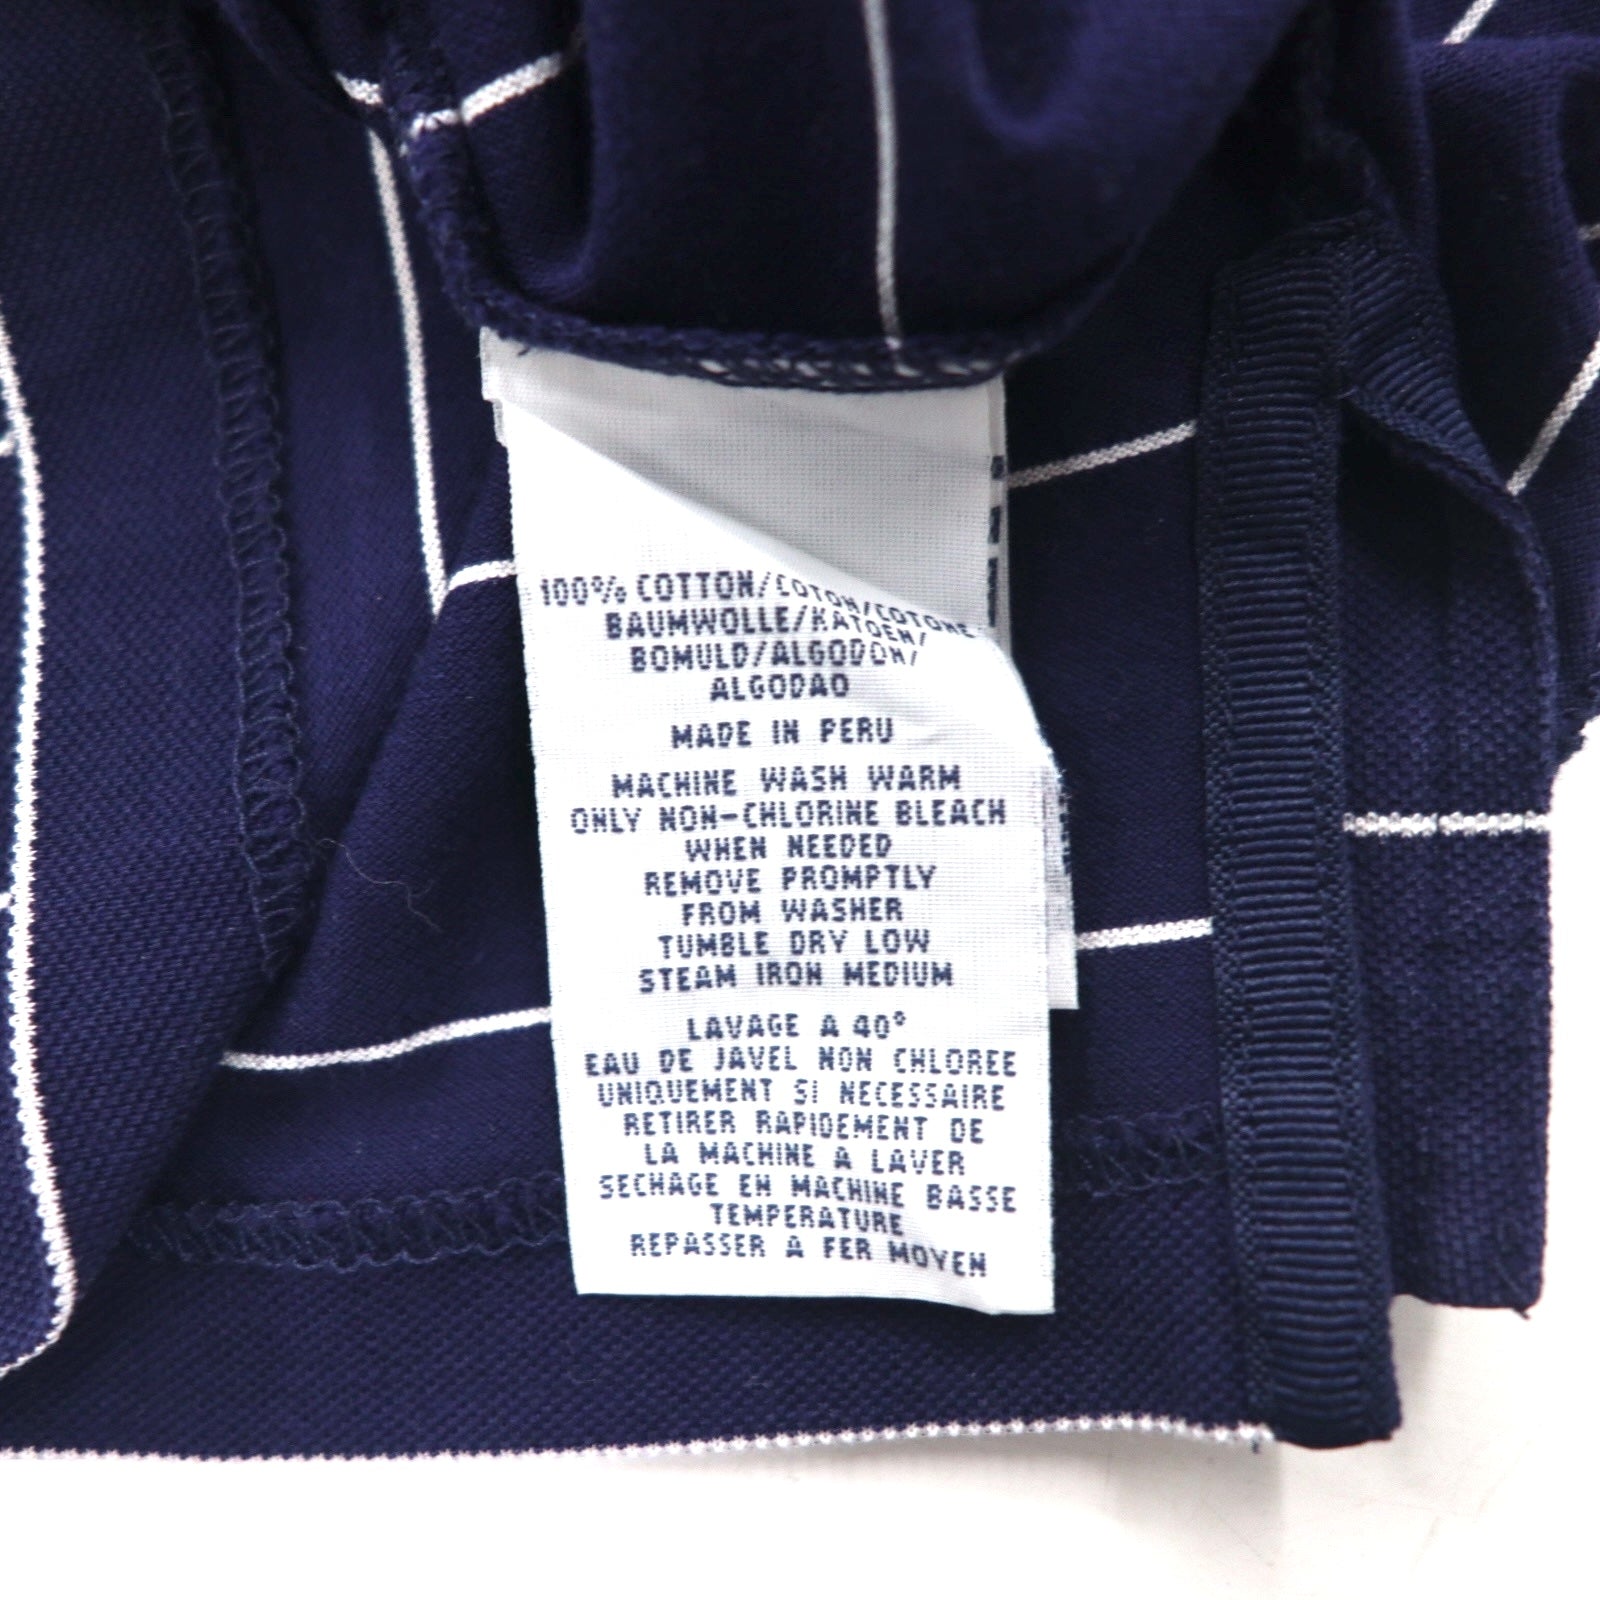 100% COTTON/COTON/COTONE
BAUMWOLLE/KATOEN/
BOMULD/ALGODON/
ALGODAO
MADE IN PERU
MACHINE WASH WARM
ONLY NON-CHLORINE BLEACH
WHEN NEEDED
REMOVE PROMPTLY
FROM WASHER
TUMBLE DRY LOW
STEAM IRON MEDIUM
LAVAGE A 40°
EAU DE JAVEL NON CHLOREE
UNIQUEMENT SI NECESSAIRE
RETIRER RAPIDEMENT DE
LA MACHINE A LAVER
SECHAGE EN MACHINE BASSE
TEMPERATURE
REPASSER A FER MOYEN